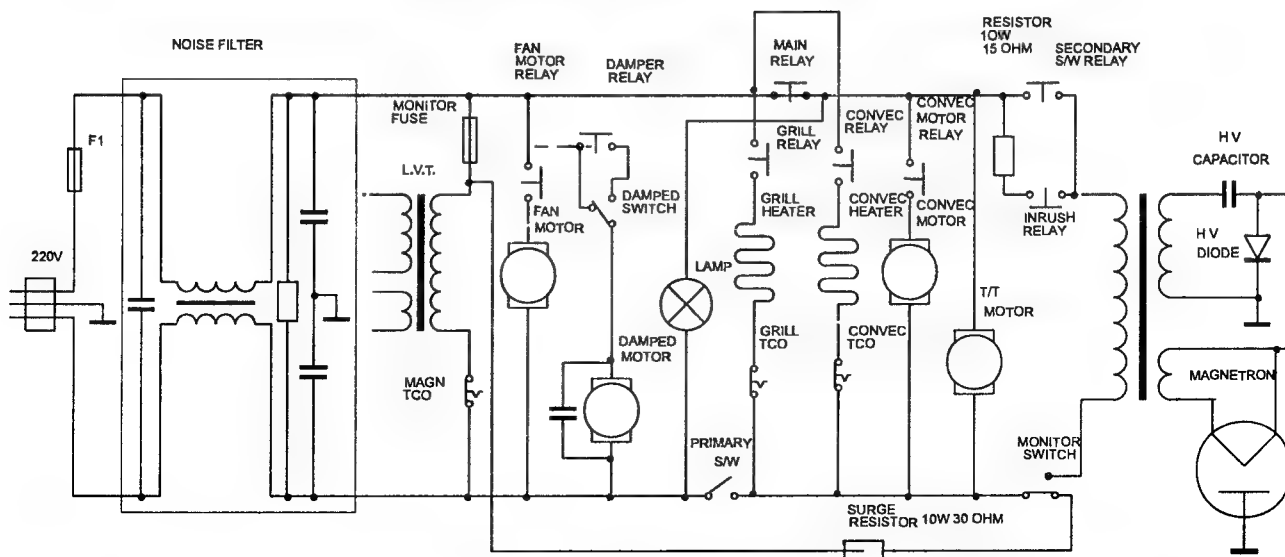 NOISE FILTER
F1
220V
L.V.T.
MONITOR
FUSE
MAGN
TCO
FAN
MOTOR
RELAY
FAN
MOTOR
DAMPER
RELAY
DAMPED
SWITCH
DAMPED
MOTOR
LAMP
PRIMARY
S/W
MAIN
RELAY
GRILL
RELAY
GRILL
HEATER
GRILL
TCO
CONVEC
RELAY
CONVEC
HEATER
CONVEC
TCO
CONVEC
MOTOR
RELAY
CONVEC
MOTOR
T/T
MOTOR
RESISTOR
10W
15 OHM
SECONDARY
S/W RELAY
INRUSH
RELAY
MONITOR
SWITCH
SURGE
RESISTOR 10W 30 OHM
H V
CAPACITOR
H V
DIODE
MAGNETRON